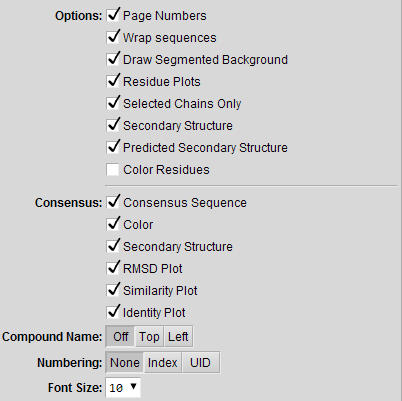 Options: Page Numbers
Wrap sequences
Draw Segmented Background
Residue Plots
Selected Chains Only
Secondary Structure
Predicted Secondary Structure
Color Residues
Consensus: Consensus Sequence
Color
Secondary Structure
RMSD Plot
Similarity Plot
Identity Plot
Compound Name: Off Top Left
Numbering: None Index UID
Font Size: 10